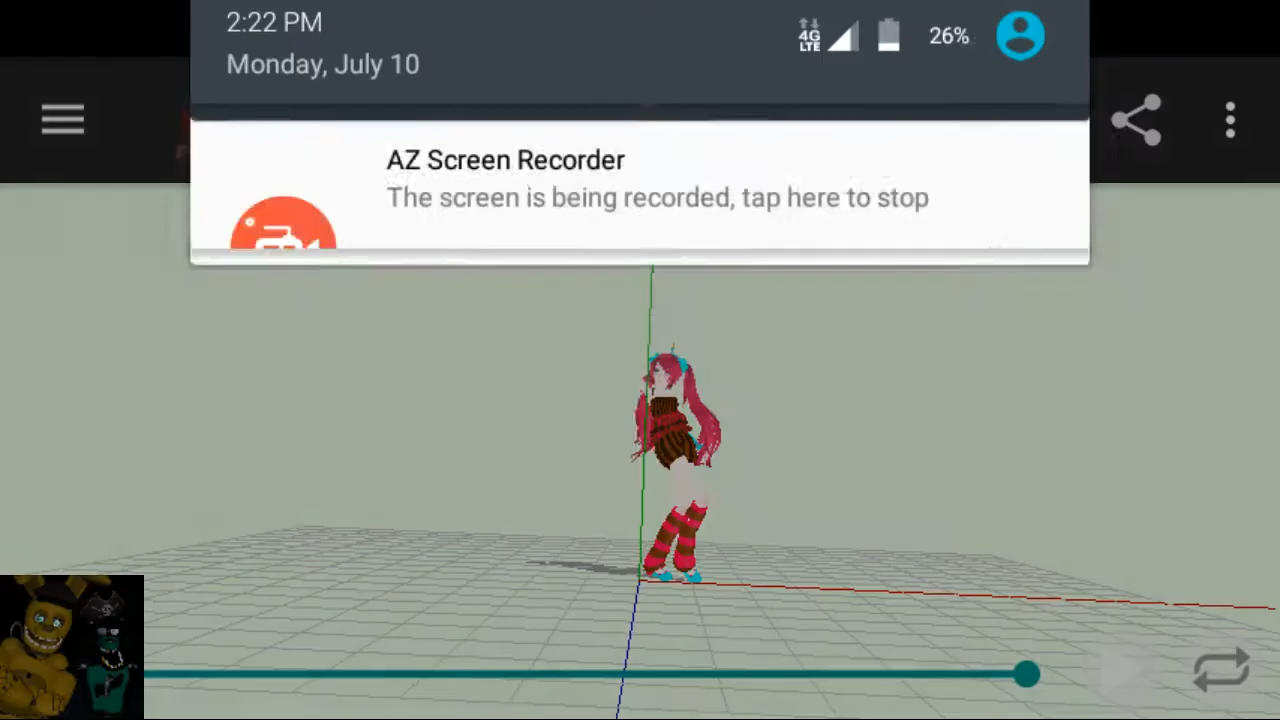 2:22 PM
Monday, July 10
4G
LTE
26%
AZ Screen Recorder
The screen is being recorded, tap here to stop